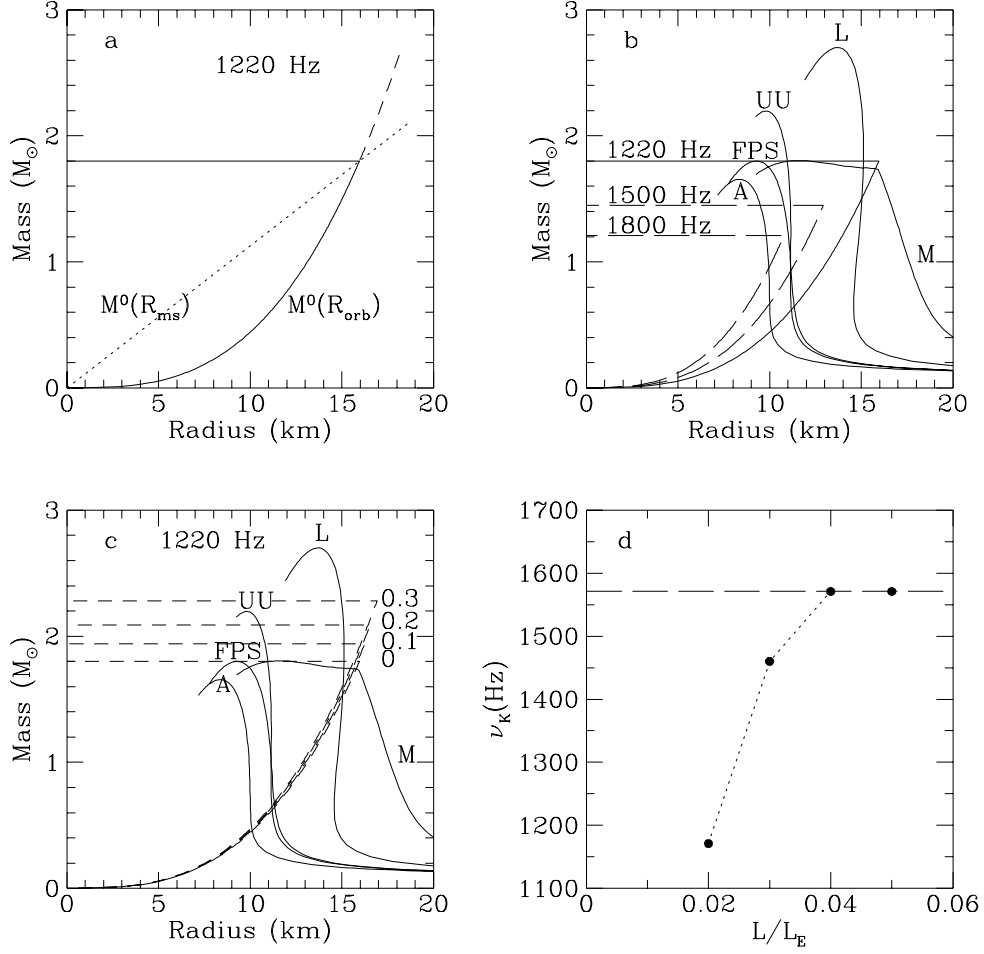 3
2
1
0
Mass (M☉)
a
1220 Hz
M⁰(R_ms)
M⁰(R_orb)
0 5 10 15 20
Radius (km)
3
2
1
0
Mass (M☉)
b
L
UU
1220 Hz FPS
1500 Hz A
1800 Hz
M
0 5 10 15 20
Radius (km)
3
2
1
0
Mass (M☉)
c 1220 Hz L
UU
0.3
0.2
0.1
0
FPS
A
M
0 5 10 15 20
Radius (km)
1700
1600
1500
1400
1300
1200
1100
ν_K(Hz)
d
0 0.02 0.04 0.06
L/L_E